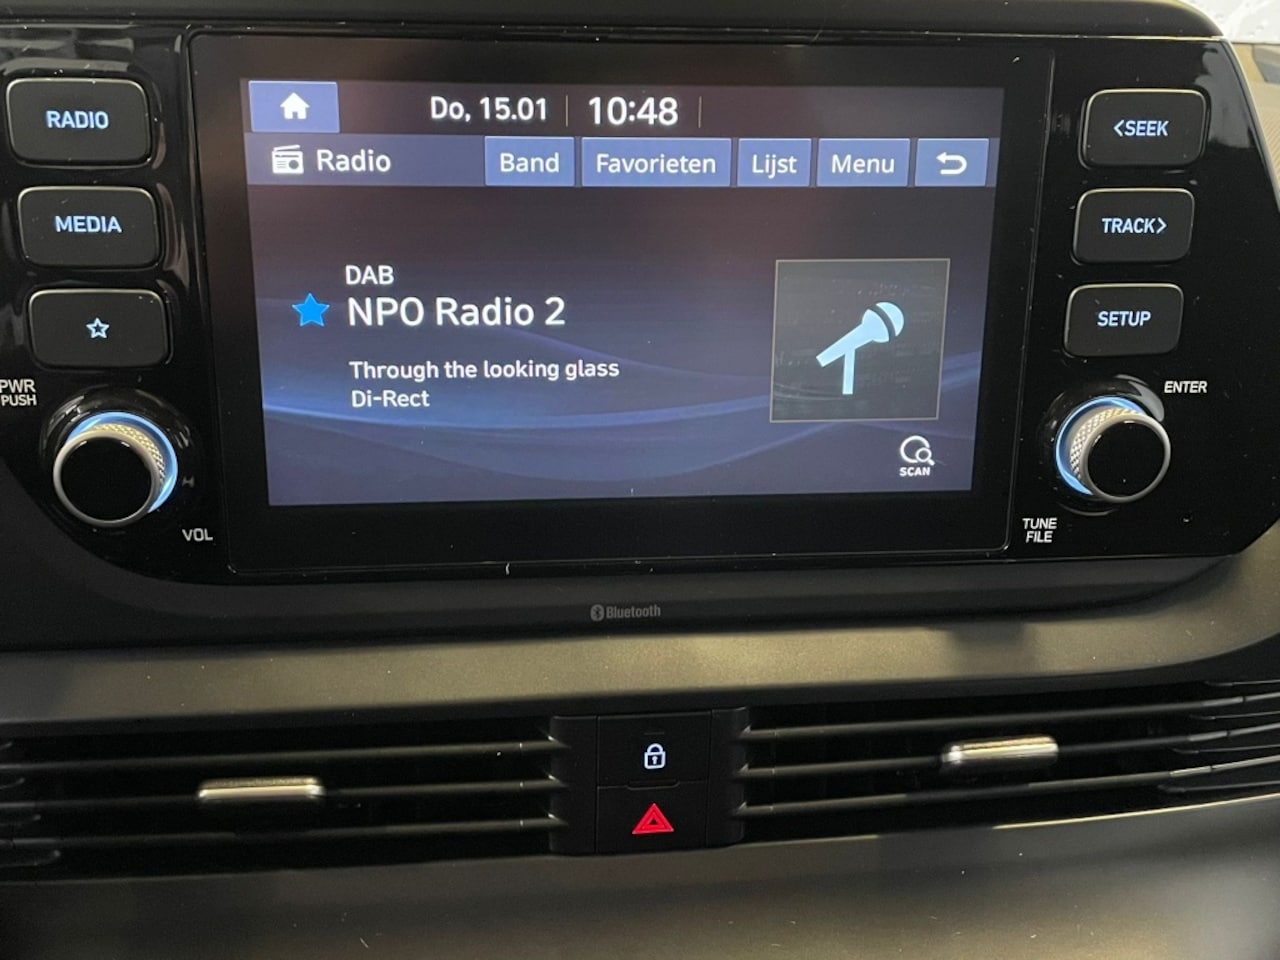 RADIO
MEDIA
PWR
PUSH
VOL
Do, 15.01
10:48
Radio
Band
Favorieten
Lijst
Menu
DAB
NPO Radio 2
Through the looking glass
Di-Rect
SCAN
<SEEK
TRACK>
SETUP
ENTER
TUNE
FILE
Bluetooth